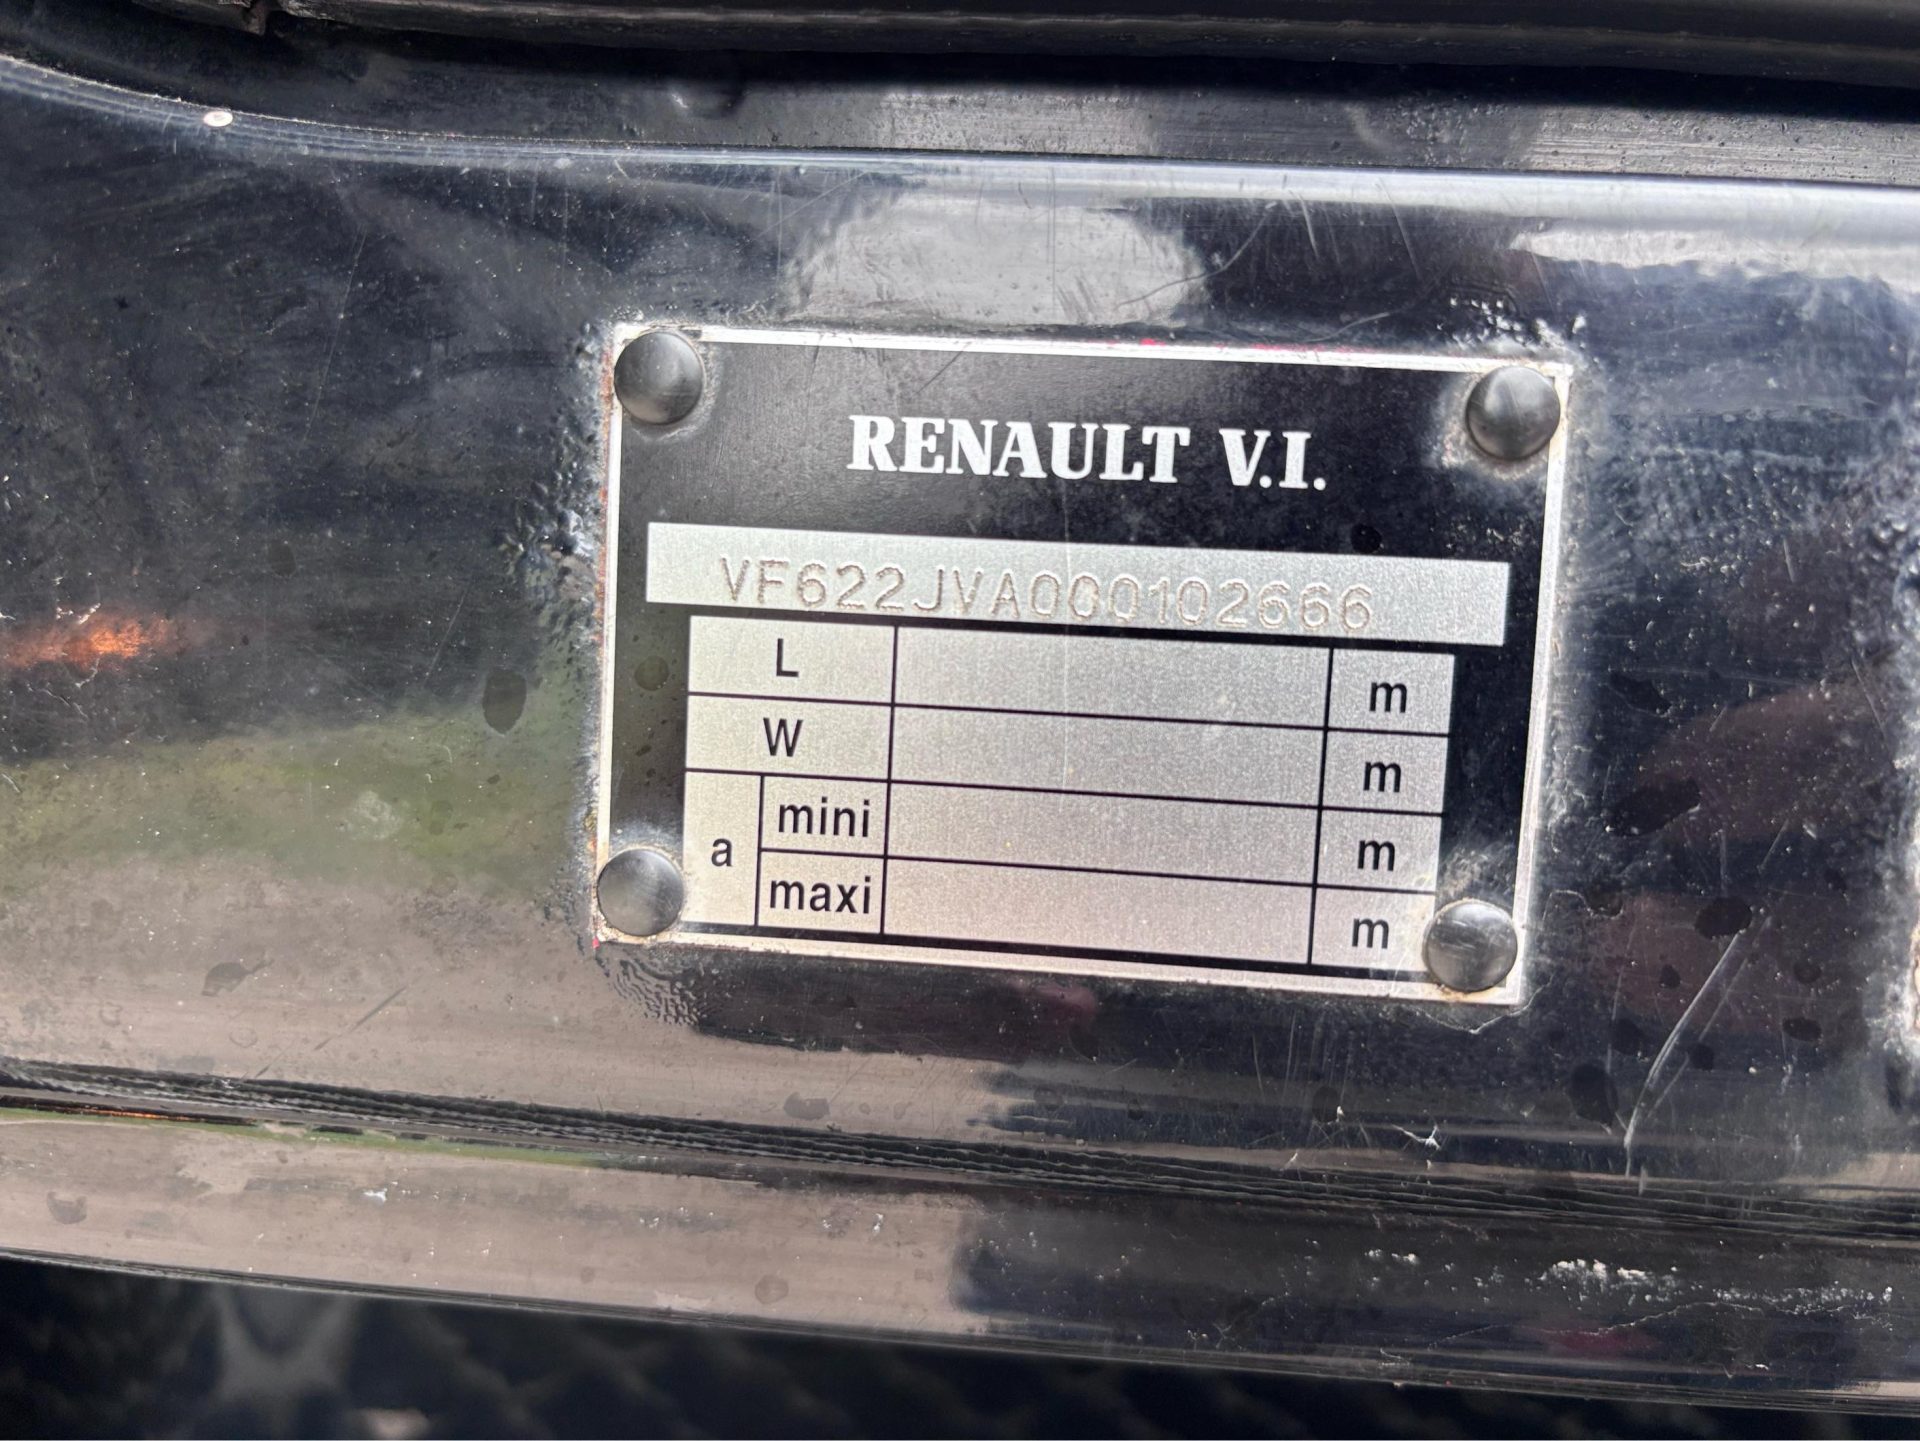 RENAULT V.I.
VF622JVA000102666
L m
W m
a mini m
maxi m